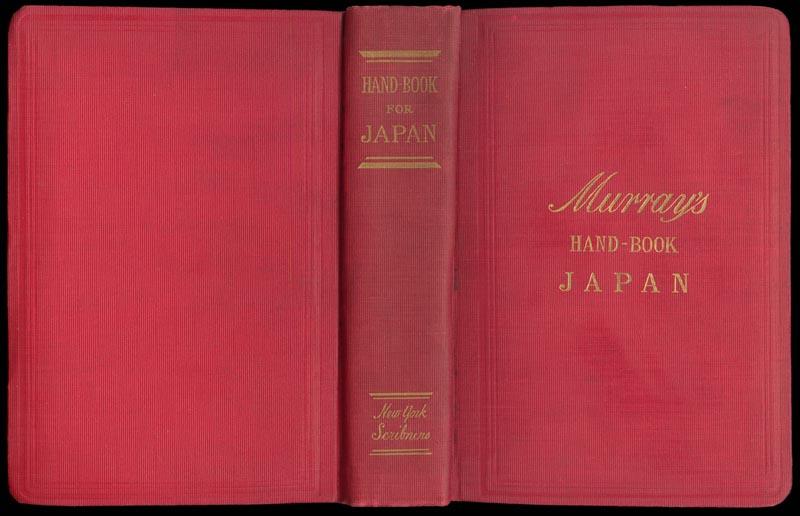 HAND-BOOK
FOR
JAPAN
New York
Scribners
Murray's
HAND-BOOK
JAPAN